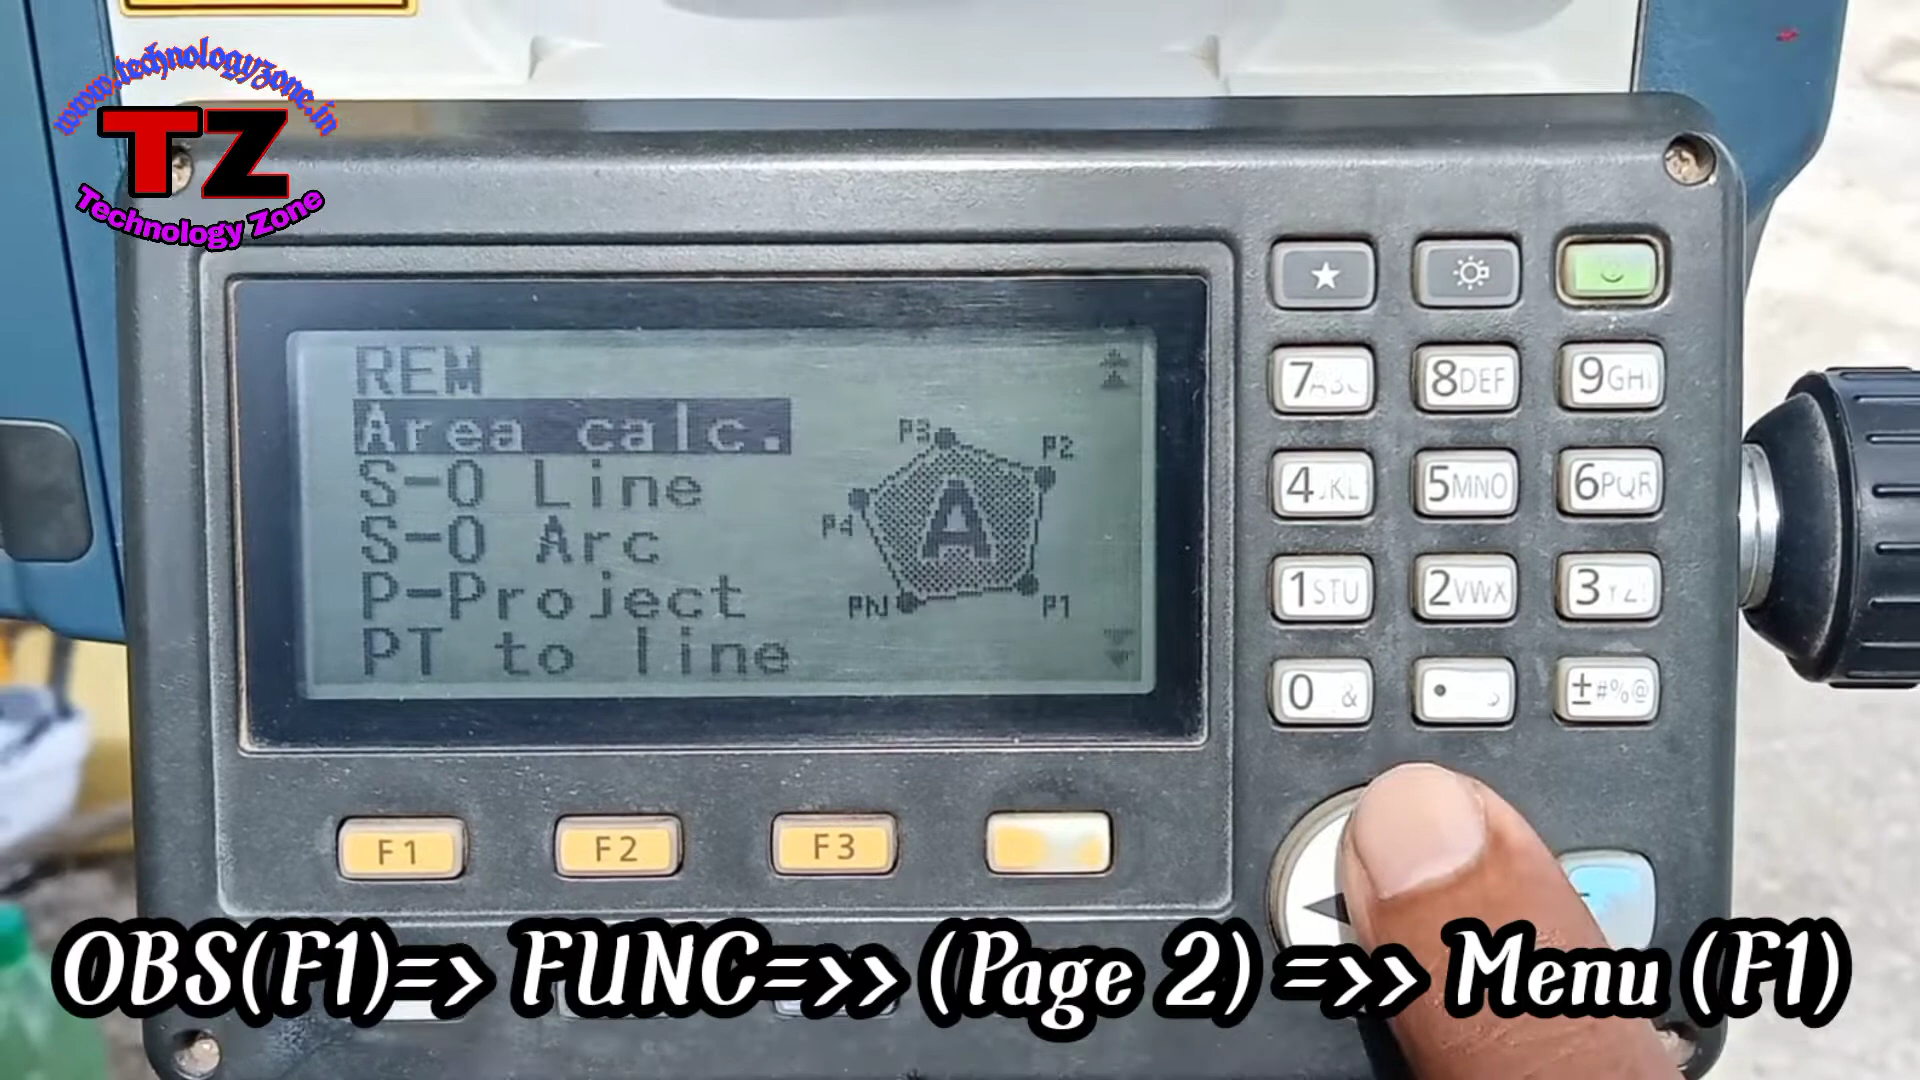 www.technologyzone.in
TZ
Technology Zone
REM
Area calc.
S-O Line
S-O Arc
P-Project
PT to line
P3
P2
P4
A
PN
P1
7
8DEF
9GHI
4JKL
5MNO
6PQR
1STU
2VWX
3YZ
0 &
.
±#%@
F1
F2
F3
OBS(F1)=> FUNC=>> (Page 2) =>> Menu (F1)